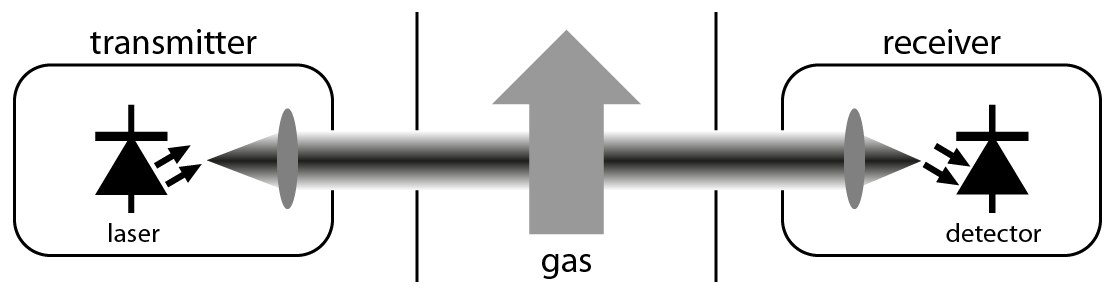 transmitter
receiver
laser
gas
detector